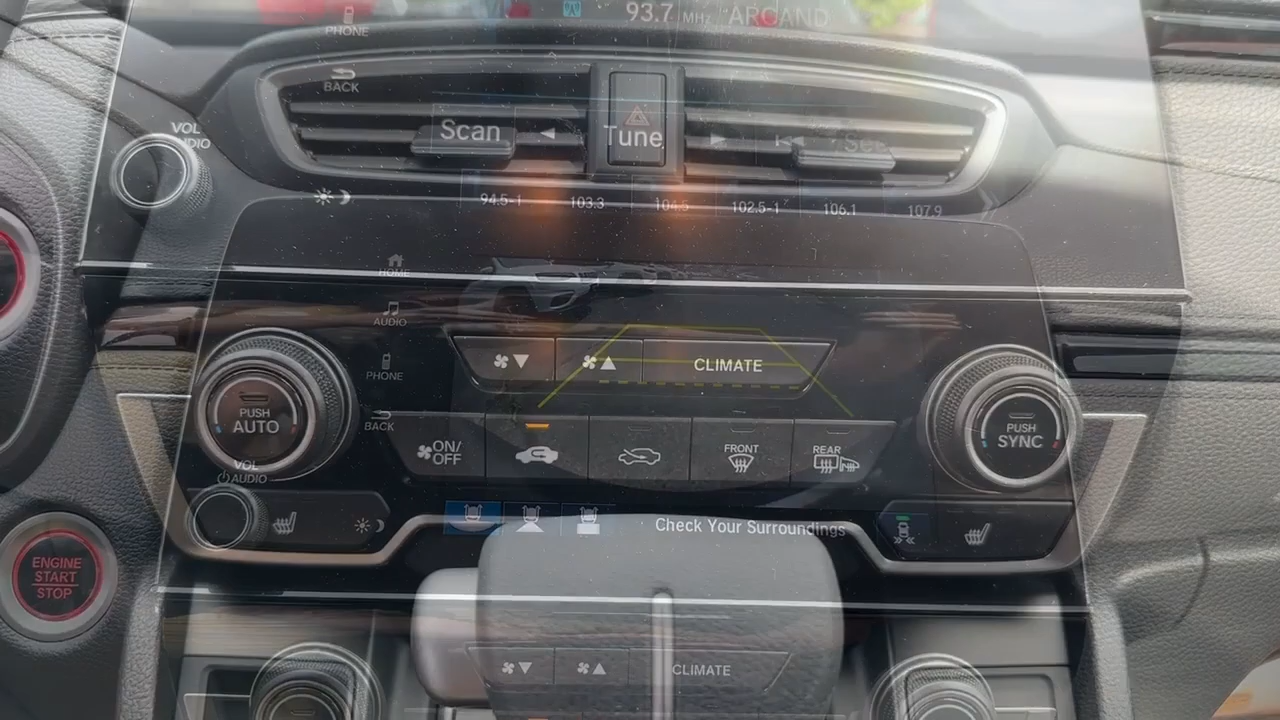 93.7 MHz "ARCAND
PHONE
BACK
VOL
AUDIO
Scan
Tune
94.5-1 103.3 104.5 102.5-1 106.1 107.9
HOME
AUDIO
PHONE
BACK
CLIMATE
PUSH
AUTO
ON/
OFF
FRONT
REAR
PUSH
SYNC
VOL
AUDIO
Check Your Surroundings
ENGINE
START
STOP
CLIMATE